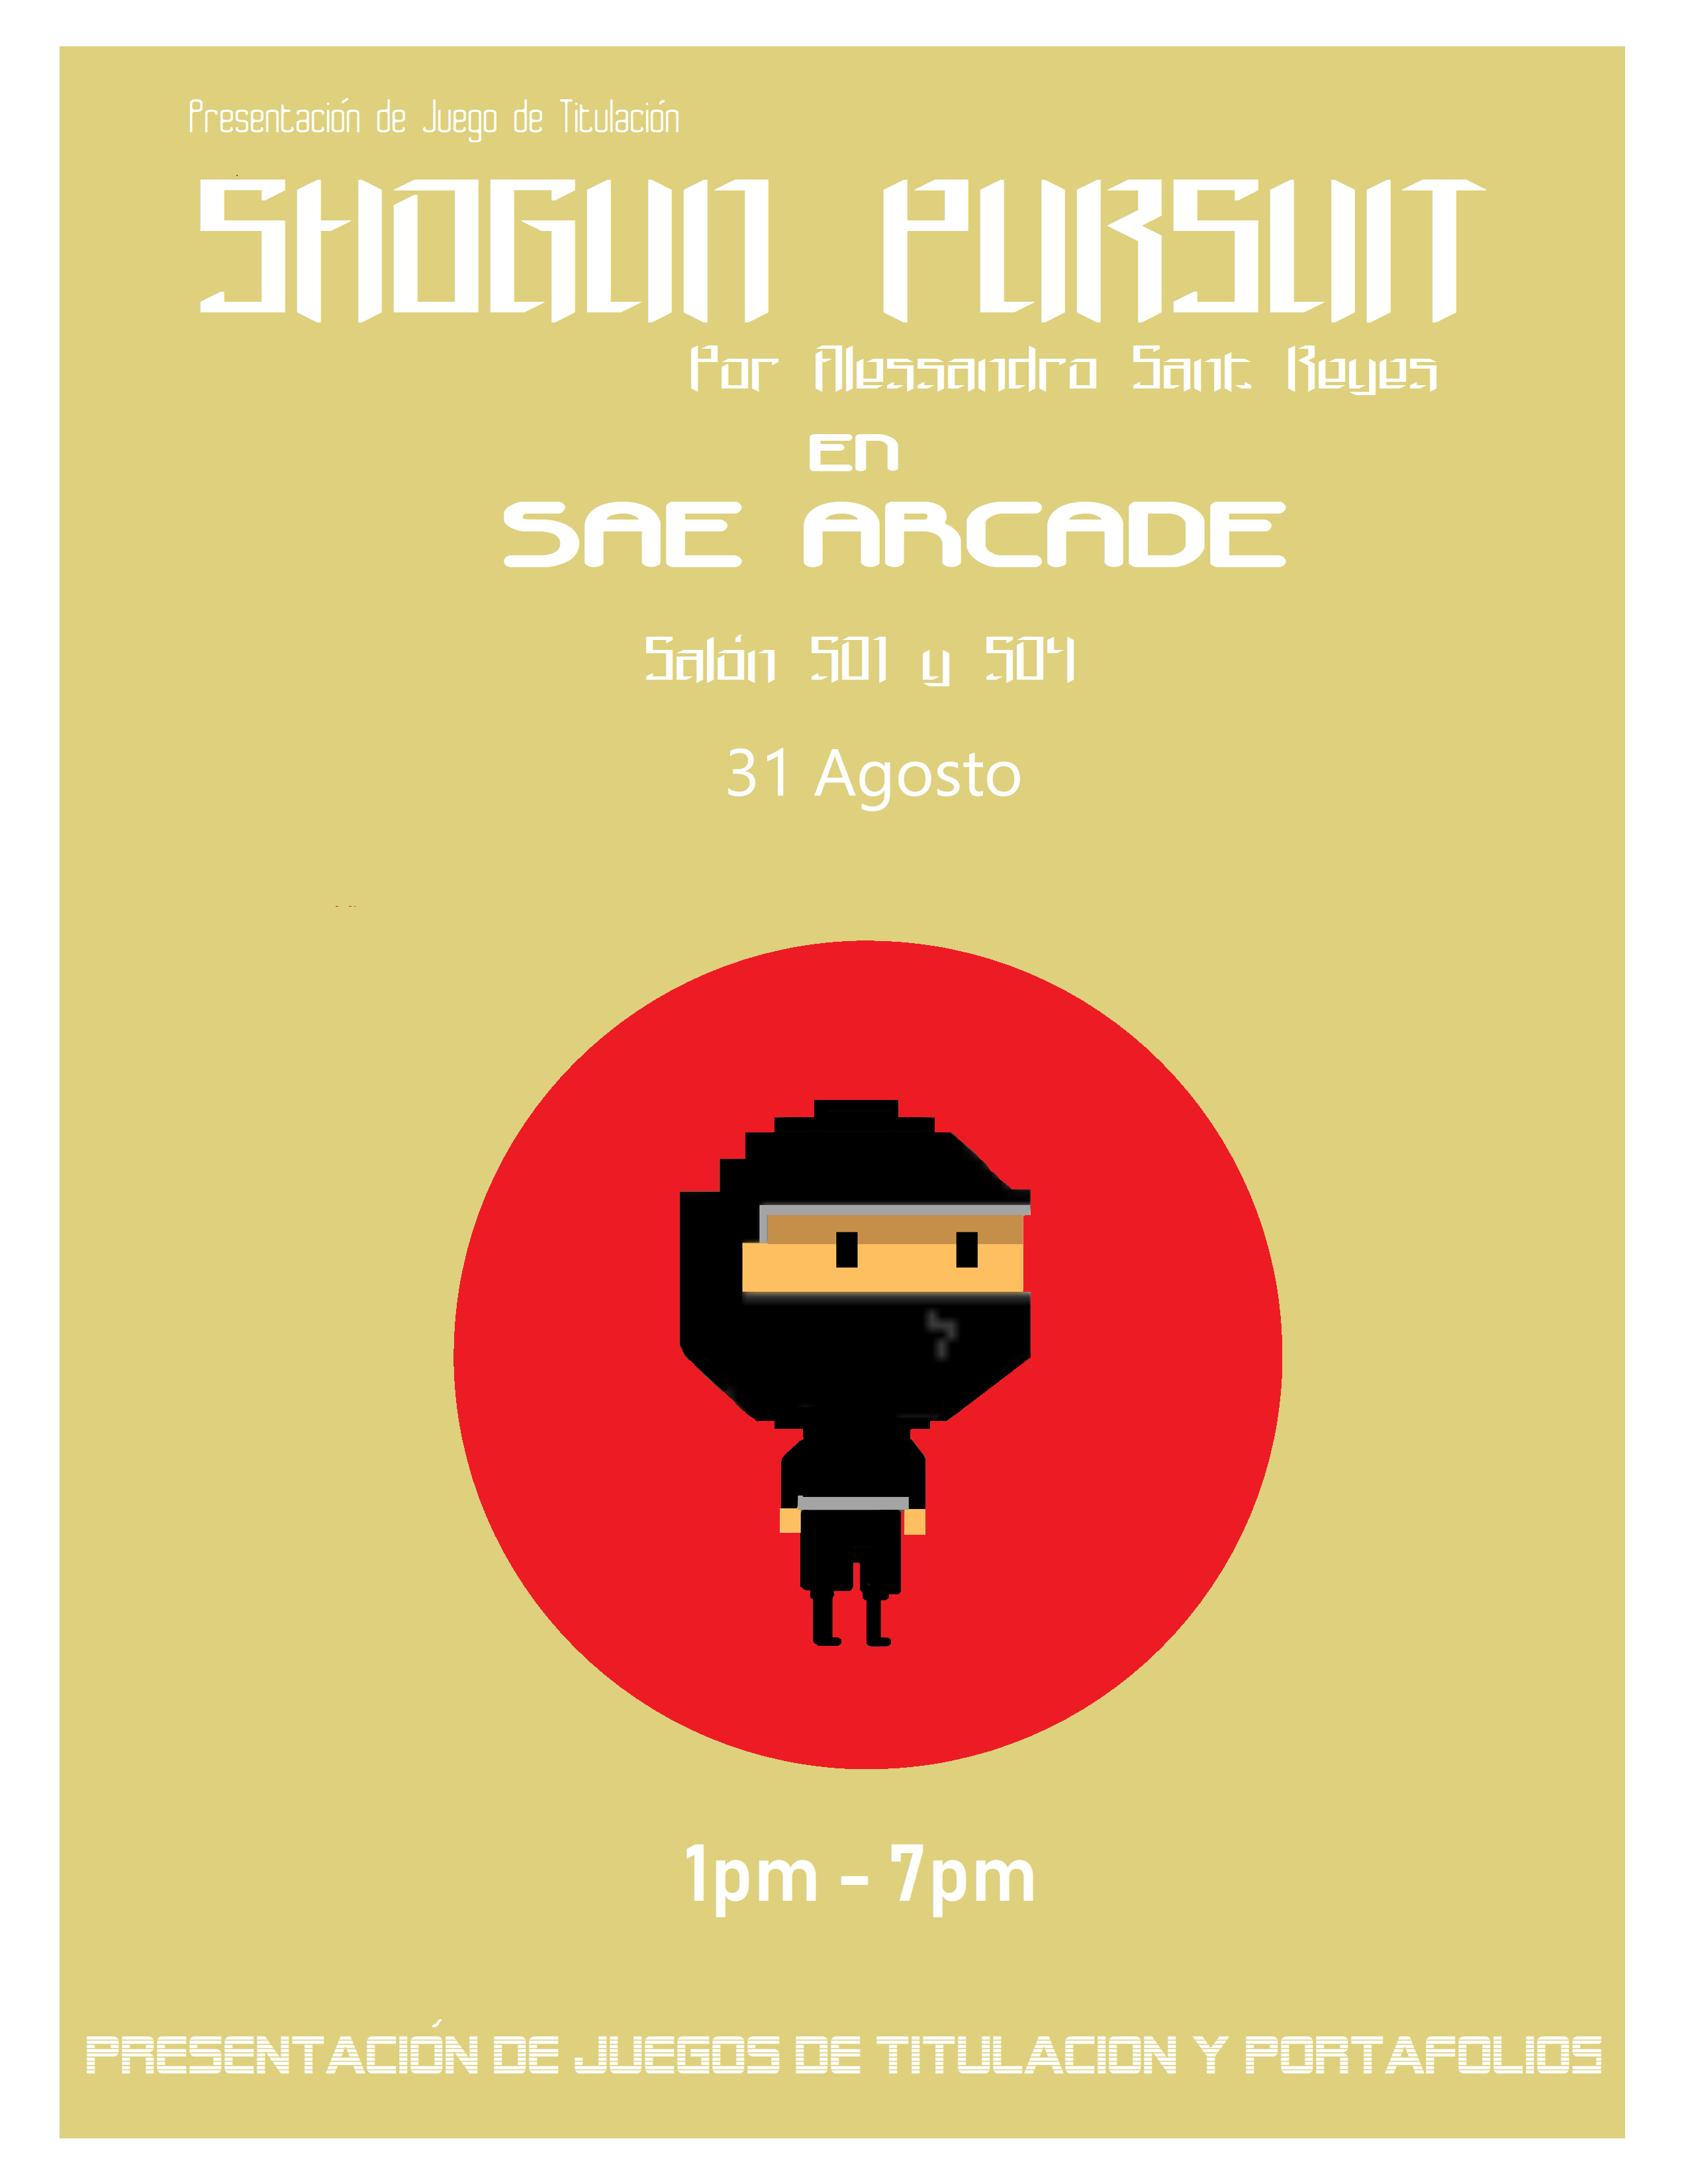 Presentación de Juego de Titulación
SHOGUN PURSUIT
Por Alessandro Sant. Reyes
EN
SAE ARCADE
Salón 501 y 504
31 Agosto
1pm - 7pm
PRESENTACIÓN DE JUEGOS DE TITULACION Y PORTAFOLIOS